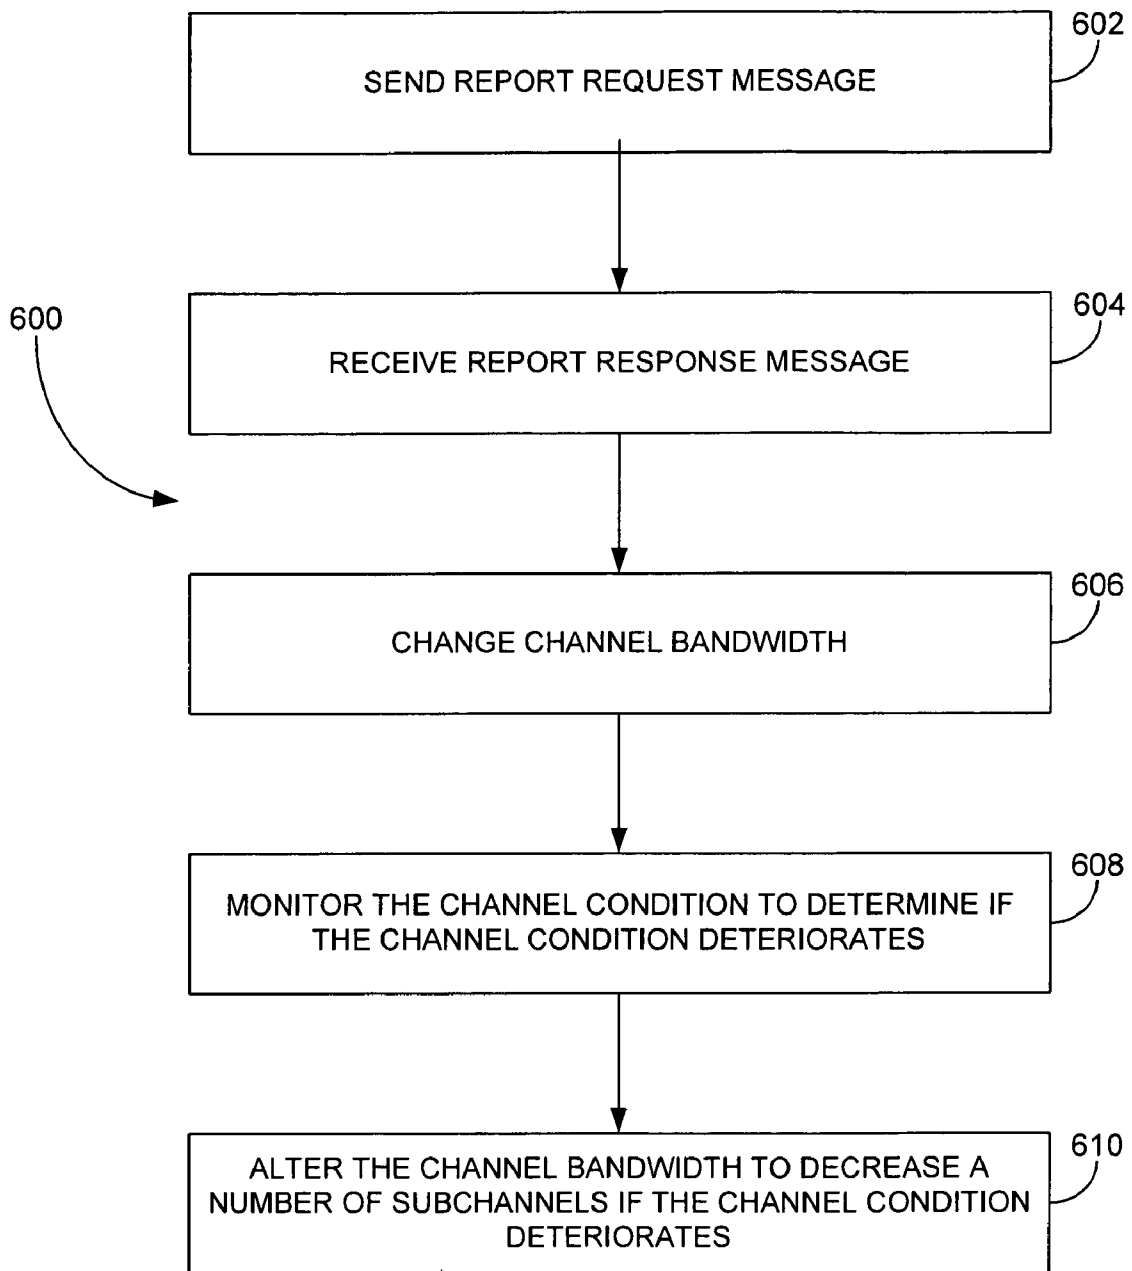 602
SEND REPORT REQUEST MESSAGE
604
RECEIVE REPORT RESPONSE MESSAGE
600
606
CHANGE CHANNEL BANDWIDTH
608
MONITOR THE CHANNEL CONDITION TO DETERMINE IF
THE CHANNEL CONDITION DETERIORATES
610
ALTER THE CHANNEL BANDWIDTH TO DECREASE A
NUMBER OF SUBCHANNELS IF THE CHANNEL CONDITION
DETERIORATES